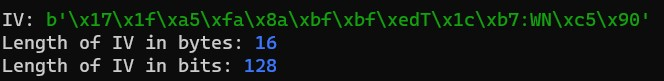 IV: b'\x17\x1f\xa5\xfa\x8a\xbf\xbf\xedT\x1c\xb7:WN\xc5\x90'
Length of IV in bytes: 16
Length of IV in bits: 128